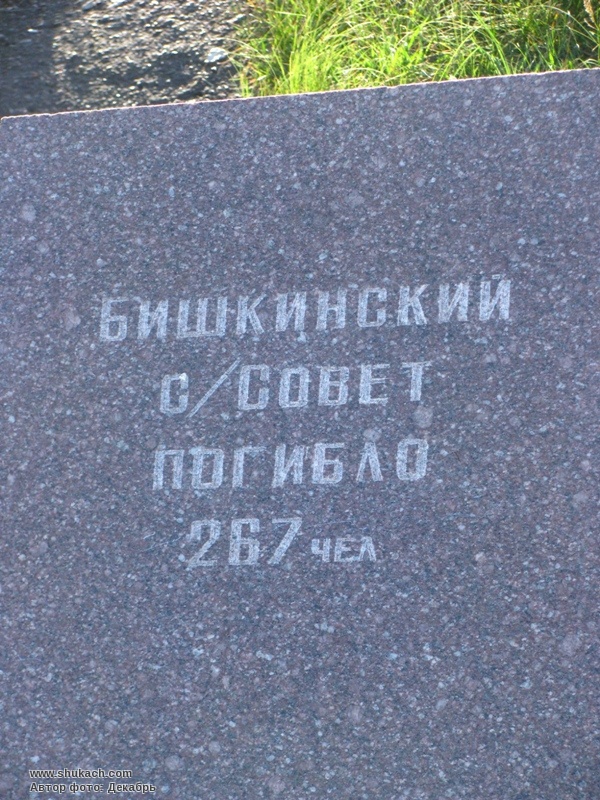 БИШКИНСКИЙ
С/СОВЕТ
ПОГИБЛО
267 ЧЕЛ
www.shukach.com
Автор фото: Декабрь